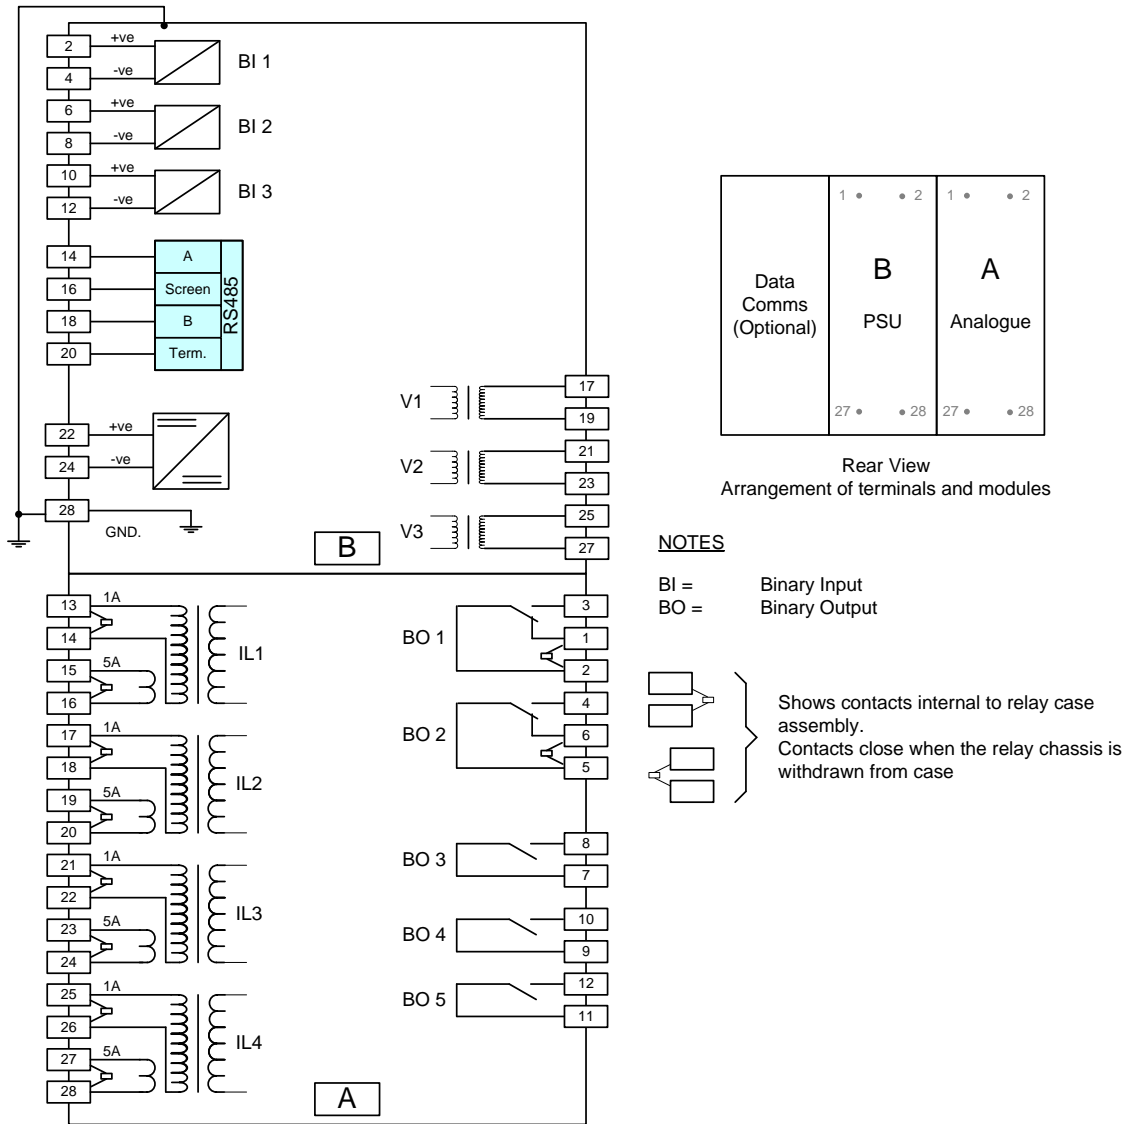 2 +ve
4 -ve
BI 1
6 +ve
8 -ve
BI 2
10 +ve
12 -ve
BI 3
14 A
16 Screen
18 B
20 Term.
RS485
22 +ve
24 -ve
28
GND.
V1
17
19
V2
21
23
V3
25
27
B
13 1A
14
15 5A
16
IL1
17 1A
18
19 5A
20
IL2
21 1A
22
23 5A
24
IL3
25 1A
26
27 5A
28
IL4
BO 1
3
1
2
BO 2
4
6
5
BO 3
8
7
BO 4
10
9
BO 5
12
11
A
Data
Comms
(Optional)
1 2
B
PSU
27 28
1 2
A
Analogue
27 28
Rear View
Arrangement of terminals and modules
NOTES
BI = Binary Input
BO = Binary Output
Shows contacts internal to relay case
assembly.
Contacts close when the relay chassis is
withdrawn from case